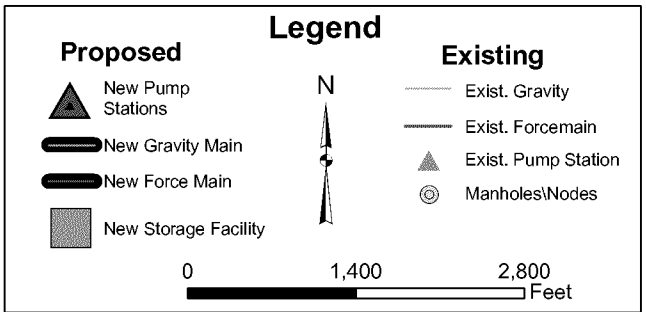 Legend
Proposed
New Pump
Stations
New Gravity Main
New Force Main
New Storage Facility
N
Existing
Exist. Gravity
Exist. Forcemain
Exist. Pump Station
Manholes\Nodes
0 1,400 2,800
Feet